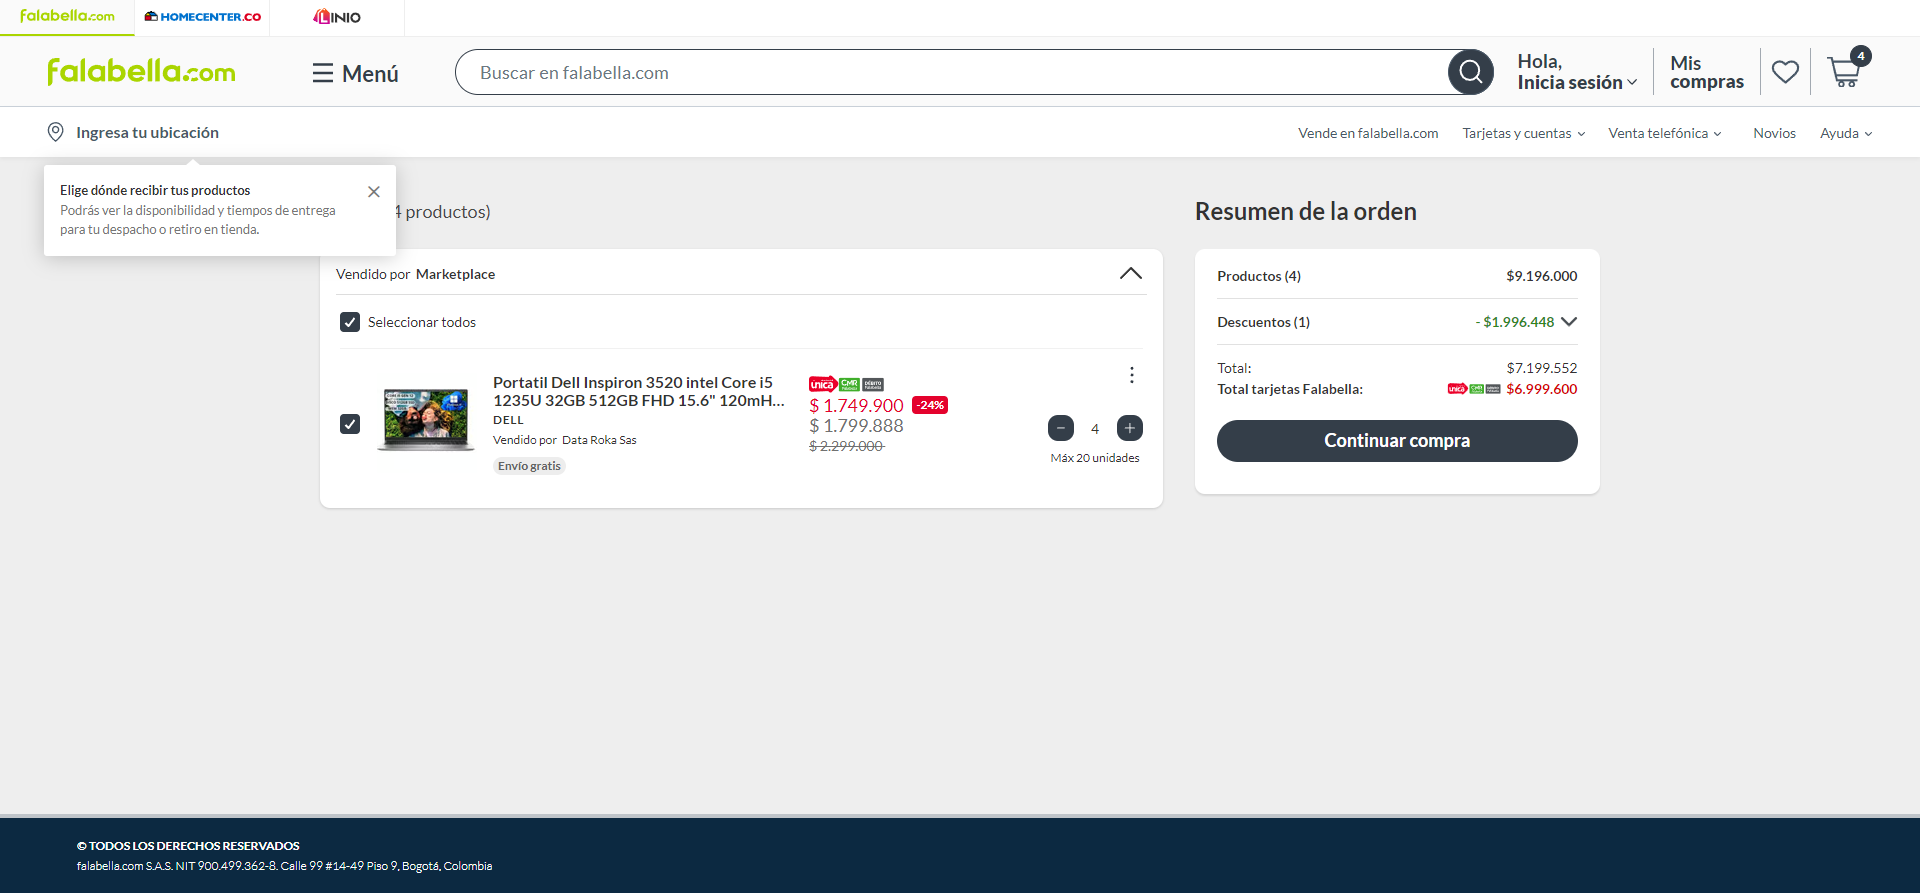 falabella.com
HOMECENTER.CO
LINIO
falabella.com
Menú
Buscar en falabella.com
Hola,
Inicia sesión
Mis
compras
4
Ingresa tu ubicación
Vende en falabella.com
Tarjetas y cuentas
Venta telefónica
Novios
Ayuda
Elige dónde recibir tus productos
Podrás ver la disponibilidad y tiempos de entrega
para tu despacho o retiro en tienda.
4 productos)
Vendido por Marketplace
Seleccionar todos
Portatil Dell Inspiron 3520 intel Core i5
1235U 32GB 512GB FHD 15.6" 120mH...
DELL
Vendido por Data Roka Sas
Envío gratis
unica CMR DEBITO
$ 1.749.900 -24%
$ 1.799.888
$ 2.299.000
4
Máx 20 unidades
Resumen de la orden
Productos (4) $9.196.000
Descuentos (1) - $1.996.448
Total: $7.199.552
Total tarjetas Falabella: unica CMR $6.999.600
Continuar compra
© TODOS LOS DERECHOS RESERVADOS
falabella.com S.A.S. NIT 900.499.362-8. Calle 99 #14-49 Piso 9, Bogotá, Colombia